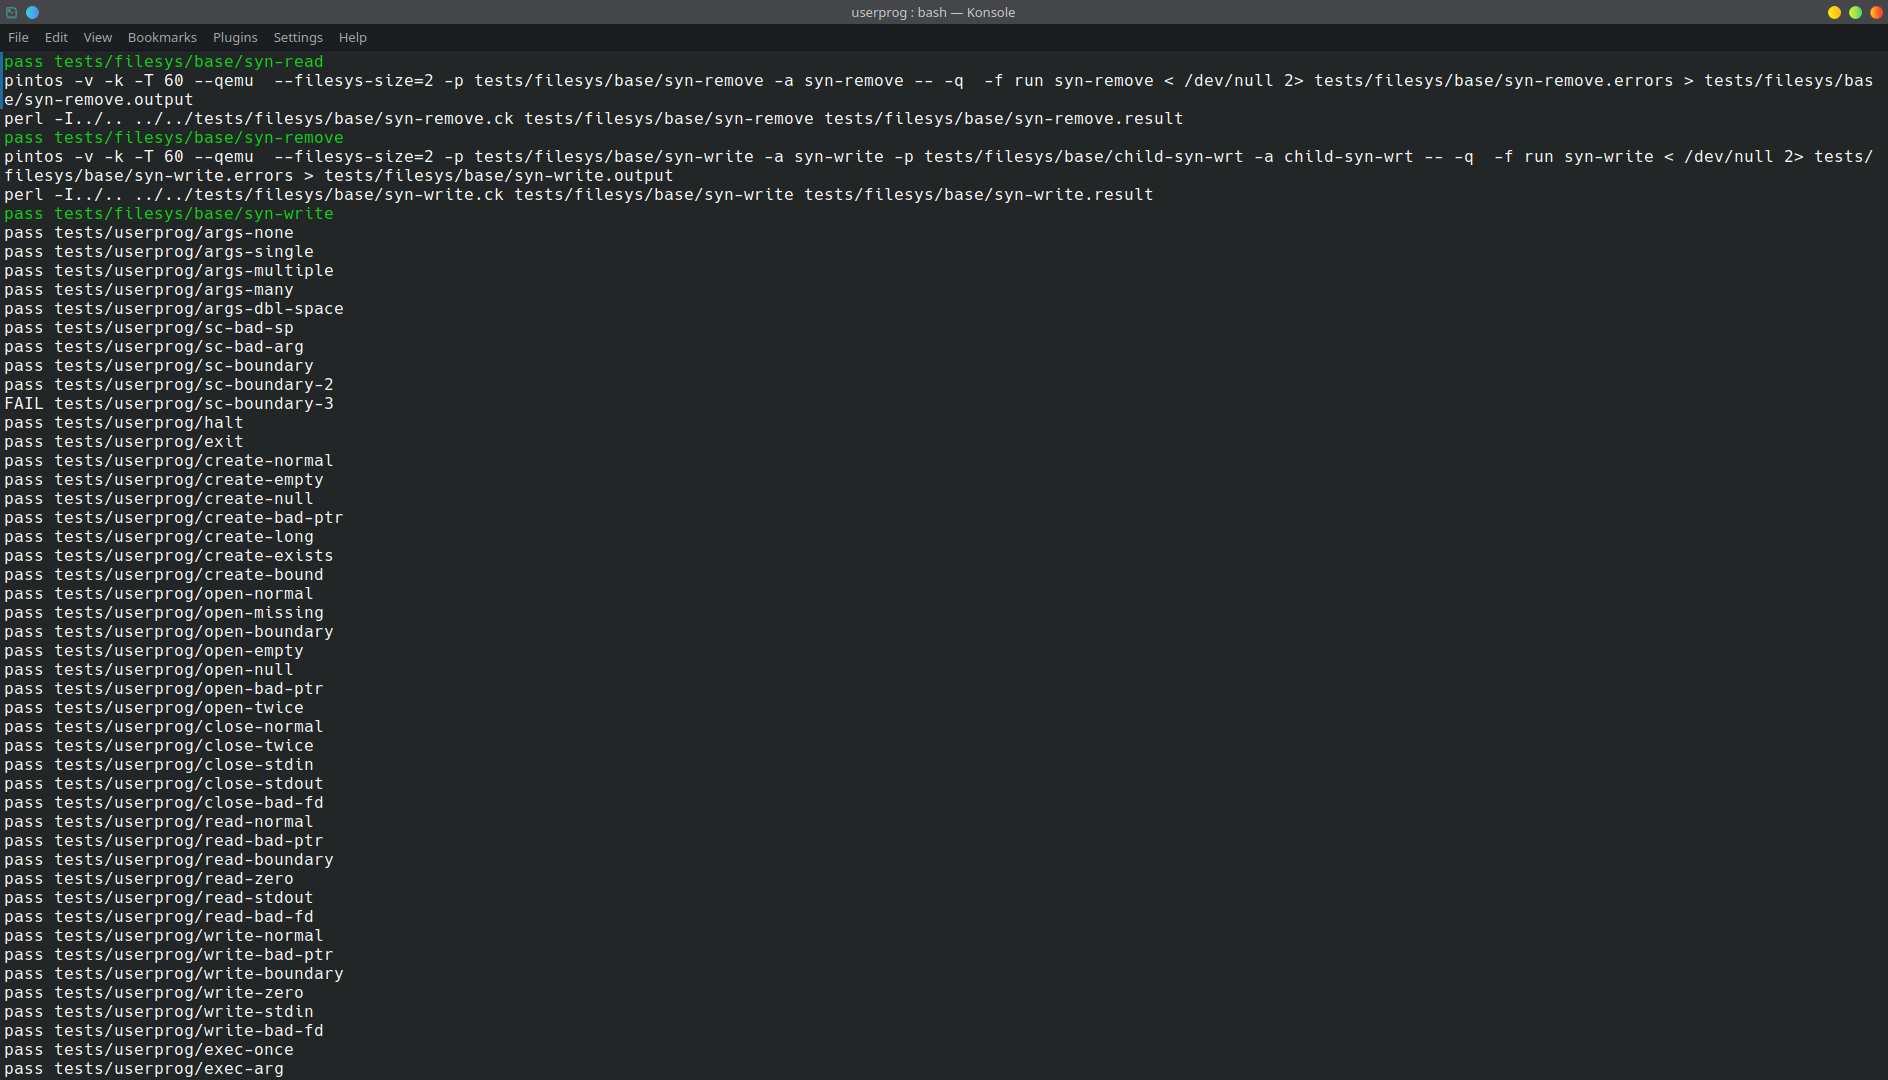 userprog : bash — Konsole
File Edit View Bookmarks Plugins Settings Help
pass tests/filesys/base/syn-read
pintos -v -k -T 60 --qemu  --filesys-size=2 -p tests/filesys/base/syn-remove -a syn-remove -- -q  -f run syn-remove < /dev/null 2> tests/filesys/base/syn-remove.errors > tests/filesys/bas
e/syn-remove.output
perl -I../.. ../../tests/filesys/base/syn-remove.ck tests/filesys/base/syn-remove tests/filesys/base/syn-remove.result
pass tests/filesys/base/syn-remove
pintos -v -k -T 60 --qemu  --filesys-size=2 -p tests/filesys/base/syn-write -a syn-write -p tests/filesys/base/child-syn-wrt -a child-syn-wrt -- -q  -f run syn-write < /dev/null 2> tests/
filesys/base/syn-write.errors > tests/filesys/base/syn-write.output
perl -I../.. ../../tests/filesys/base/syn-write.ck tests/filesys/base/syn-write tests/filesys/base/syn-write.result
pass tests/filesys/base/syn-write
pass tests/userprog/args-none
pass tests/userprog/args-single
pass tests/userprog/args-multiple
pass tests/userprog/args-many
pass tests/userprog/args-dbl-space
pass tests/userprog/sc-bad-sp
pass tests/userprog/sc-bad-arg
pass tests/userprog/sc-boundary
pass tests/userprog/sc-boundary-2
FAIL tests/userprog/sc-boundary-3
pass tests/userprog/halt
pass tests/userprog/exit
pass tests/userprog/create-normal
pass tests/userprog/create-empty
pass tests/userprog/create-null
pass tests/userprog/create-bad-ptr
pass tests/userprog/create-long
pass tests/userprog/create-exists
pass tests/userprog/create-bound
pass tests/userprog/open-normal
pass tests/userprog/open-missing
pass tests/userprog/open-boundary
pass tests/userprog/open-empty
pass tests/userprog/open-null
pass tests/userprog/open-bad-ptr
pass tests/userprog/open-twice
pass tests/userprog/close-normal
pass tests/userprog/close-twice
pass tests/userprog/close-stdin
pass tests/userprog/close-stdout
pass tests/userprog/close-bad-fd
pass tests/userprog/read-normal
pass tests/userprog/read-bad-ptr
pass tests/userprog/read-boundary
pass tests/userprog/read-zero
pass tests/userprog/read-stdout
pass tests/userprog/read-bad-fd
pass tests/userprog/write-normal
pass tests/userprog/write-bad-ptr
pass tests/userprog/write-boundary
pass tests/userprog/write-zero
pass tests/userprog/write-stdin
pass tests/userprog/write-bad-fd
pass tests/userprog/exec-once
pass tests/userprog/exec-arg